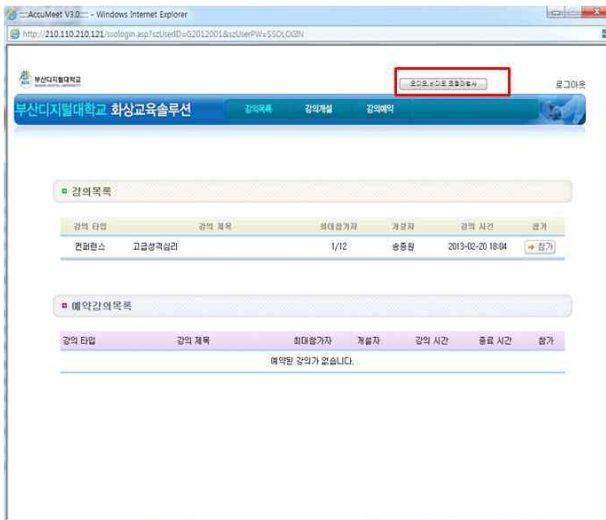 :::AccuMeet V3.0::: - Windows Internet Explorer
http://210.110.210.121/ssologin.asp?szUserID=G2012001&szUserPW=SSOLOGIN
부산디지털대학교
로그아웃
부산디지털대학교 화상교육솔루션 강의목록 강의개설 강의예약
강의목록
강의 타입 강의 제목 최대참가자 개설자 강의 시간 참가
컨퍼런스 고급성격심리 1/12 송종원 2013-02-20 18:04 참가
예약강의목록
강의 타입 강의 제목 최대참가자 개설자 강의 시간 종료 시간 참가
예약된 강의가 없습니다.